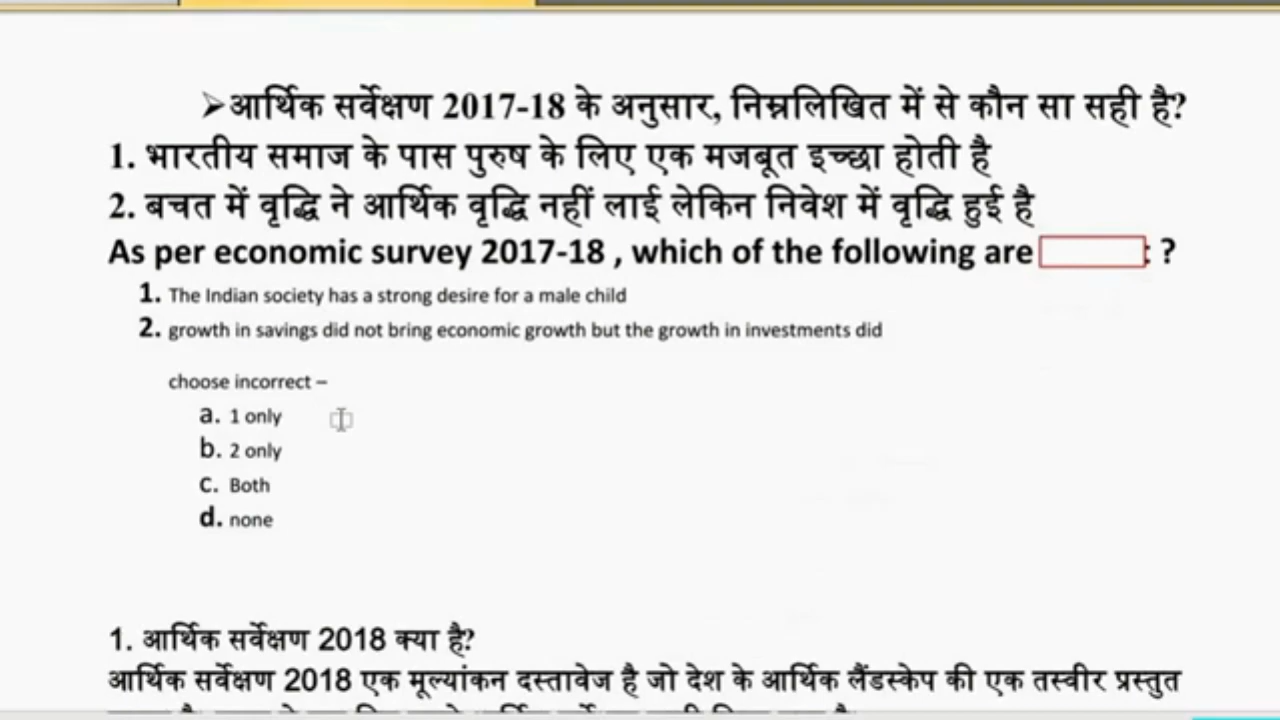 ➢आर्थिक सर्वेक्षण 2017-18 के अनुसार, निम्नलिखित में से कौन सा सही है?
1. भारतीय समाज के पास पुरुष के लिए एक मजबूत इच्छा होती है
2. बचत में वृद्धि ने आर्थिक वृद्धि नहीं लाई लेकिन निवेश में वृद्धि हुई है
As per economic survey 2017-18 , which of the following are : ?
1. The Indian society has a strong desire for a male child
2. growth in savings did not bring economic growth but the growth in investments did
choose incorrect –
a. 1 only
b. 2 only
c. Both
d. none
1. आर्थिक सर्वेक्षण 2018 क्या है?
आर्थिक सर्वेक्षण 2018 एक मूल्यांकन दस्तावेज है जो देश के आर्थिक लैंडस्केप की एक तस्वीर प्रस्तुत